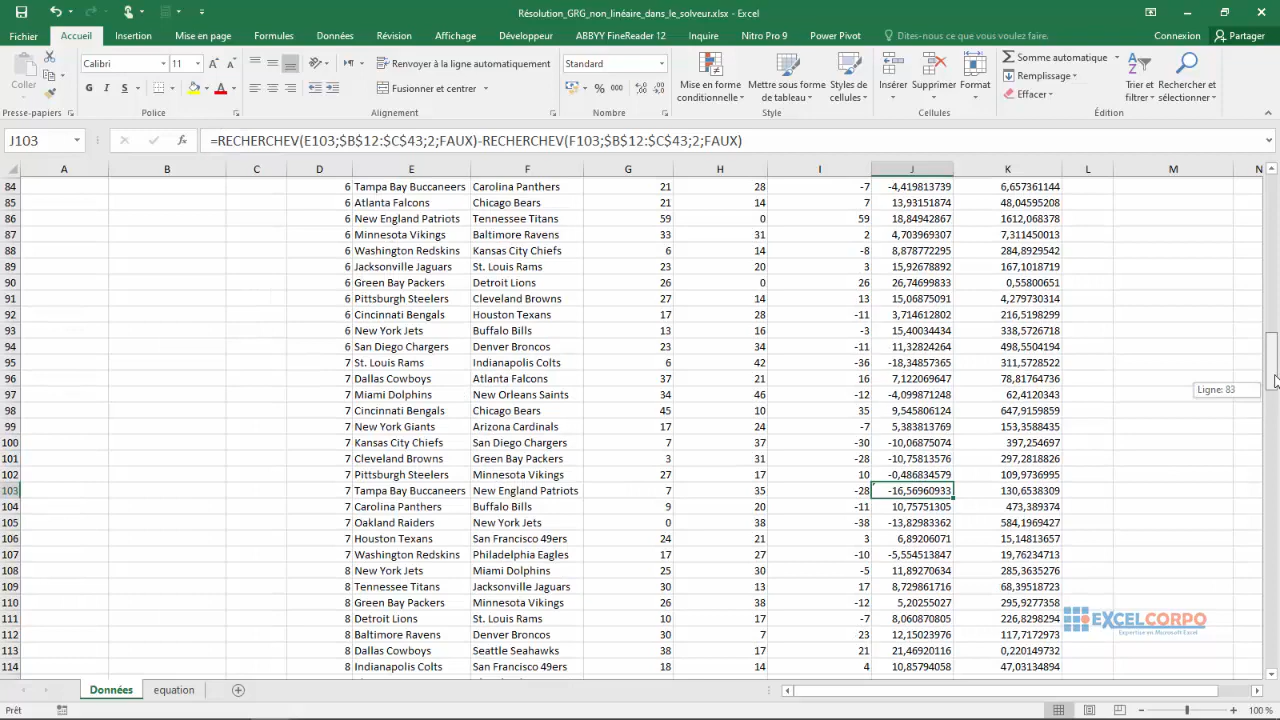 Résolution_GRG_non_linéaire_dans_le_solveur.xlsx - Excel
Fichier Accueil Insertion Mise en page Formules Données Révision Affichage Développeur ABBYY FineReader 12 Inquire Nitro Pro 9 Power Pivot Dites-nous ce que vous voulez faire. Connexion Partager
Coller Calibri 11 Renvoyer à la ligne automatiquement Standard Mise en forme conditionnelle Mettre sous forme de tableau Styles de cellules Insérer Supprimer Format Somme automatique Trier et filtrer Rechercher et sélectionner
G I S Fusionner et centrer % 000 Remplissage
Effacer
Presse-papiers Police Alignement Nombre Style Cellules Édition
J103 fx =RECHERCHEV(E103;$B$12:$C$43;2;FAUX)-RECHERCHEV(F103;$B$12:$C$43;2;FAUX)
A B C D E F G H I J K L M N
84 6 Tampa Bay Buccaneers Carolina Panthers 21 28 -7 -4,419813739 6,657361144
85 6 Atlanta Falcons Chicago Bears 21 14 7 13,93151874 48,04595208
86 6 New England Patriots Tennessee Titans 59 0 59 18,84942867 1612,068378
87 6 Minnesota Vikings Baltimore Ravens 33 31 2 4,703969307 7,311450013
88 6 Washington Redskins Kansas City Chiefs 6 14 -8 8,878772295 284,8929542
89 6 Jacksonville Jaguars St. Louis Rams 23 20 3 15,92678892 167,1018719
90 6 Green Bay Packers Detroit Lions 26 0 26 26,74699833 0,55800651
91 6 Pittsburgh Steelers Cleveland Browns 27 14 13 15,06875091 4,279730314
92 6 Cincinnati Bengals Houston Texans 17 28 -11 3,714612802 216,5198299
93 6 New York Jets Buffalo Bills 13 16 -3 15,40034434 338,5726718
94 6 San Diego Chargers Denver Broncos 23 34 -11 11,32824264 498,5504194
95 7 St. Louis Rams Indianapolis Colts 6 42 -36 -18,34857365 311,5728522
96 7 Dallas Cowboys Atlanta Falcons 37 21 16 7,122069647 78,81764736
97 7 Miami Dolphins New Orleans Saints 34 46 -12 -4,099871248 62,4120343
98 7 Cincinnati Bengals Chicago Bears 45 10 35 9,545806124 647,9159859
99 7 New York Giants Arizona Cardinals 17 24 -7 5,383813769 153,3588435
100 7 Kansas City Chiefs San Diego Chargers 7 37 -30 -10,06875074 397,254697
101 7 Cleveland Browns Green Bay Packers 3 31 -28 -10,75813576 297,2818826
102 7 Pittsburgh Steelers Minnesota Vikings 27 17 10 -0,486834579 109,9736995
103 7 Tampa Bay Buccaneers New England Patriots 7 35 -28 -16,56960933 130,6538309
104 7 Carolina Panthers Buffalo Bills 9 20 -11 10,75751305 473,389374
105 7 Oakland Raiders New York Jets 0 38 -38 -13,82983362 584,1969427
106 7 Houston Texans San Francisco 49ers 24 21 3 6,89206071 15,14813657
107 7 Washington Redskins Philadelphia Eagles 17 27 -10 -5,554513847 19,76234713
108 8 New York Jets Miami Dolphins 25 30 -5 11,89270634 285,3635276
109 8 Tennessee Titans Jacksonville Jaguars 30 13 17 8,729861716 68,39518723
110 8 Green Bay Packers Minnesota Vikings 26 38 -12 5,20255027 295,9277358
111 8 Detroit Lions St. Louis Rams 10 17 -7 8,060870805 226,8298294
112 8 Baltimore Ravens Denver Broncos 30 7 23 12,15023976 117,7172972
113 8 Dallas Cowboys Seattle Seahawks 38 17 21 21,46920116 0,220149732
114 8 Indianapolis Colts San Francisco 49ers 18 14 4 10,85794058 47,03134894
Ligne: 83
EXCELCORPO
Expertise en Microsoft Excel
Données equation
Prêt 100 %